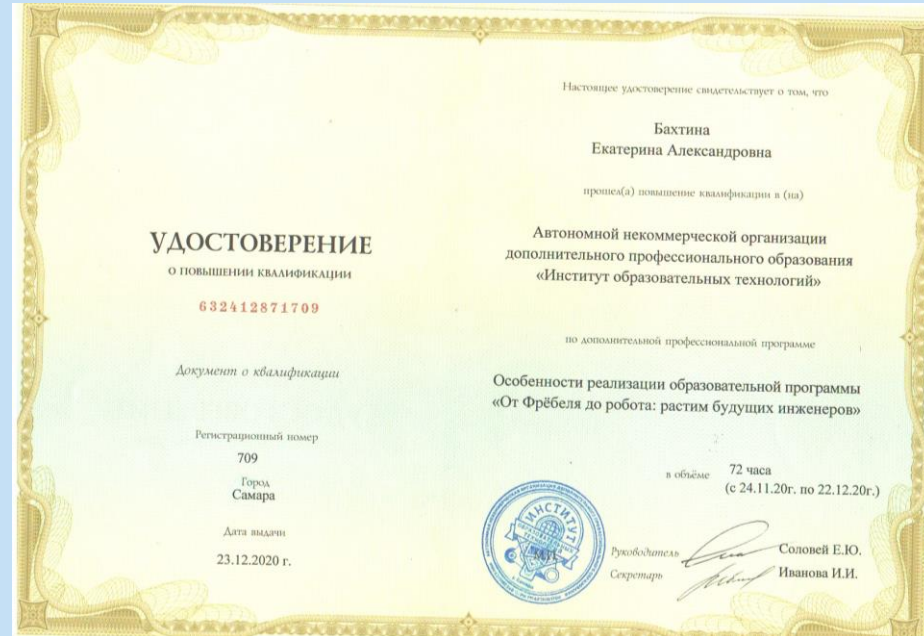 УДОСТОВЕРЕНИЕ
О ПОВЫШЕНИИ КВАЛИФИКАЦИИ
632412871709
Документ о квалификации
Регистрационный номер
709
Город
Самара
Дата выдачи
23.12.2020 г.
Настоящее удостоверение свидетельствует о том, что
Бахтина
Екатерина Александровна
прошел(а) повышение квалификации в (на)
Автономной некоммерческой организации
дополнительного профессионального образования
«Институт образовательных технологий»
по дополнительной профессиональной программе
Особенности реализации образовательной программы
«От Фрёбеля до робота: растим будущих инженеров»
в объёме 72 часа
(с 24.11.20г. по 22.12.20г.)
ИНСТИТУТ
М.П.
Руководитель Соловей Е.Ю.
Секретарь Иванова И.И.